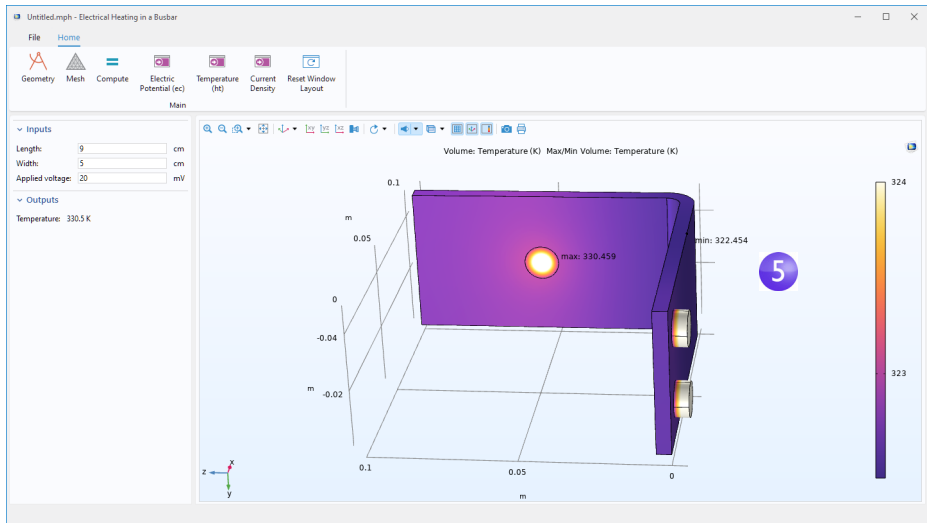 Untitled.mph - Electrical Heating in a Busbar
File Home
Geometry Mesh Compute Electric Potential (ec) Temperature (ht) Current Density Reset Window Layout
Main
Inputs
Length: 9 cm
Width: 5 cm
Applied voltage: 20 mV
Outputs
Temperature: 330.5 K
xy yz xz
Volume: Temperature (K) Max/Min Volume: Temperature (K)
0.1
324
m
0.05
min: 322.454
max: 330.459
5
0
-0.04
323
m
-0.02
x
z
y
0.1
0.05
0
m